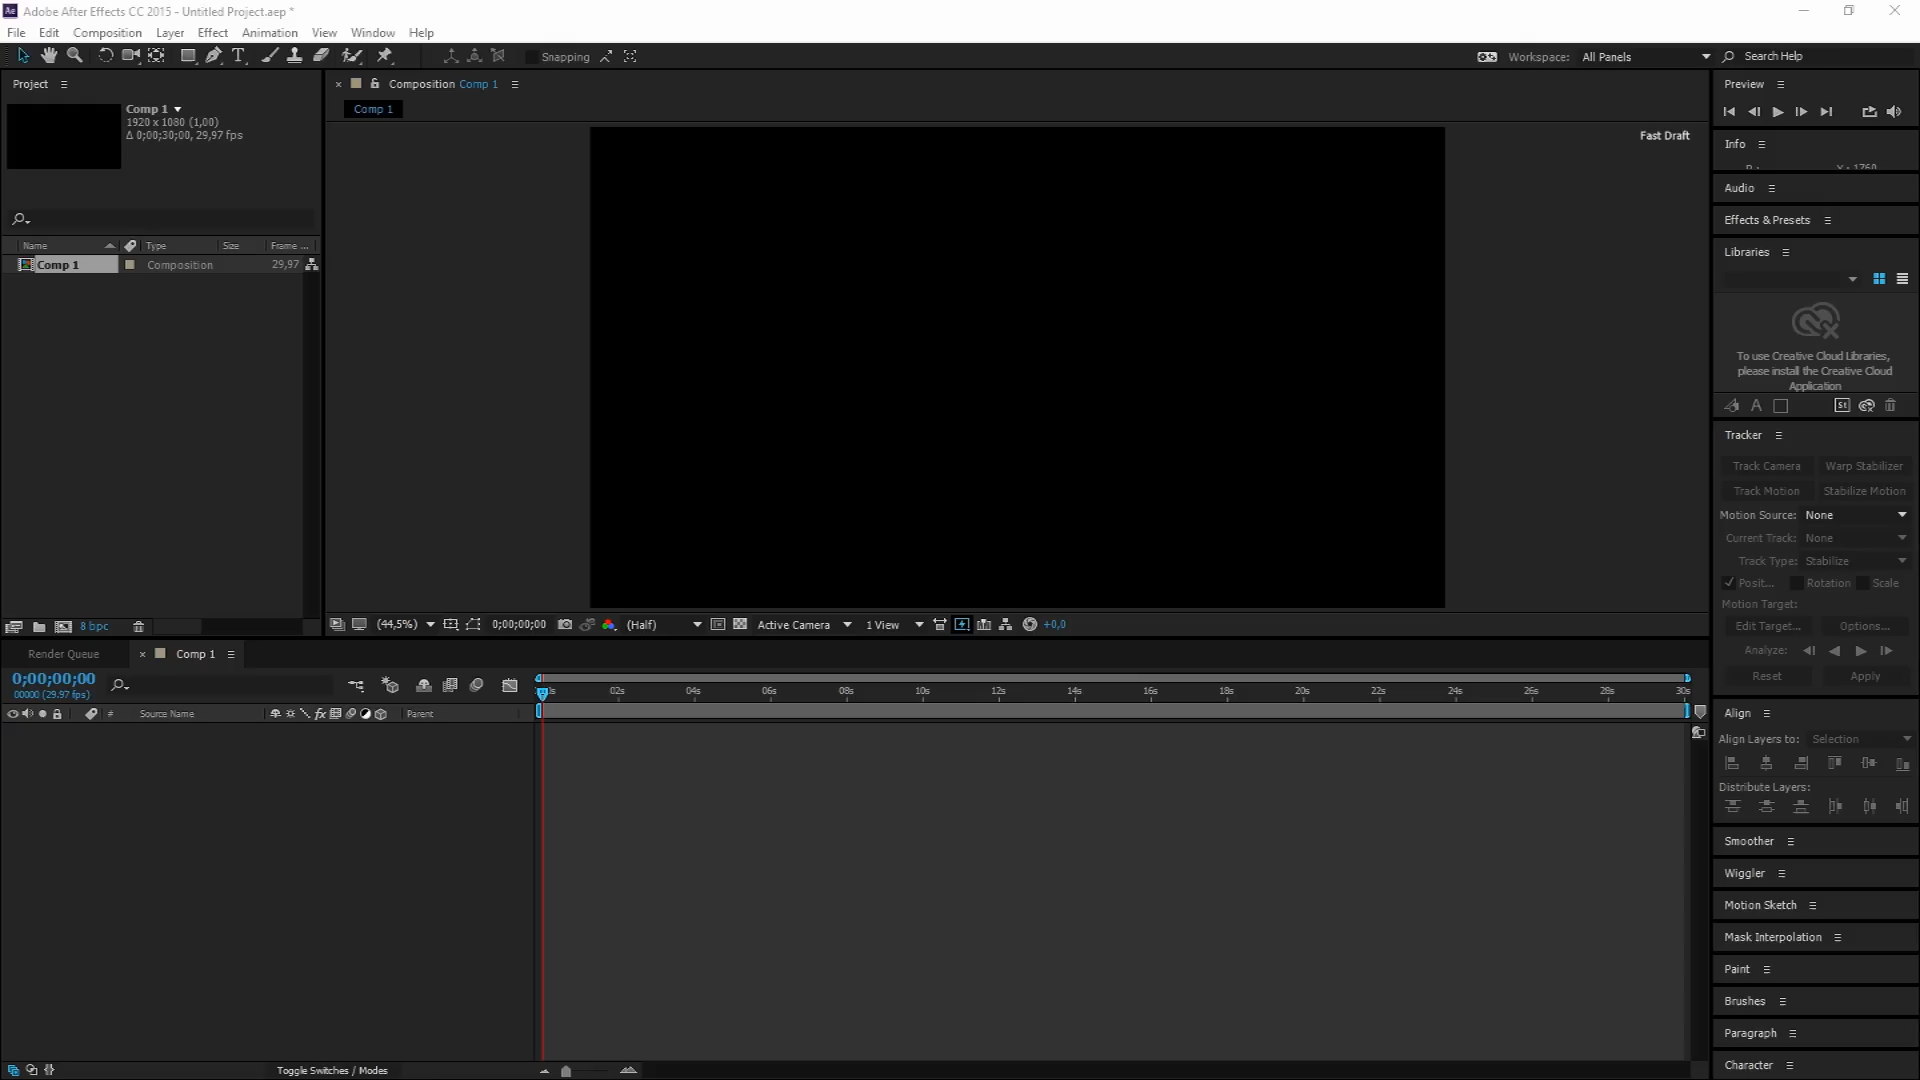 Adobe After Effects CC 2015 - Untitled Project.aep *
File Edit Composition Layer Effect Animation View Window Help
Snapping
Workspace: All Panels
Search Help
Project
Comp 1
1920 x 1080 (1,00)
Δ 0;00;30;00, 29,97 fps
Name Type Size Frame ...
Comp 1 Composition 29,97
8 bpc
Composition Comp 1
Comp 1
Fast Draft
(44,5%) 0;00;00;00 (Half) Active Camera 1 View +0,0
Preview
Info
Audio
Effects & Presets
Libraries
To use Creative Cloud Libraries,
please install the Creative Cloud
Application
St
Tracker
Track Camera Warp Stabilizer
Track Motion Stabilize Motion
Motion Source: None
Current Track: None
Track Type: Stabilize
Posit... Rotation Scale
Motion Target:
Edit Target... Options...
Analyze:
Reset Apply
Align
Align Layers to: Selection
Distribute Layers:
Smoother
Wiggler
Motion Sketch
Mask Interpolation
Paint
Brushes
Paragraph
Character
Render Queue Comp 1
0;00;00;00
00000 (29.97 fps)
02s 04s 06s 08s 10s 12s 14s 16s 18s 20s 22s 24s 26s 28s 30s
# Source Name fx Parent
Toggle Switches / Modes